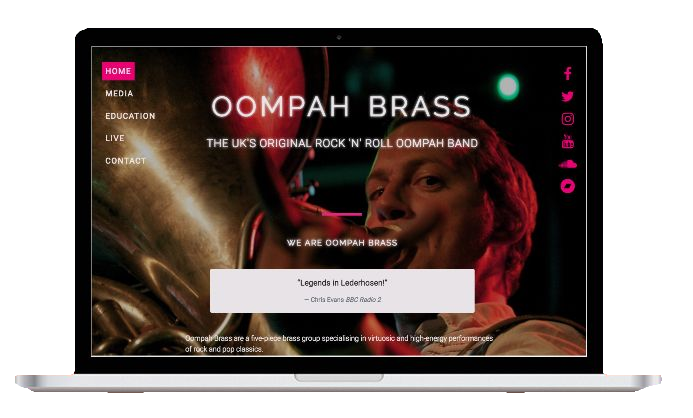 HOME
MEDIA
EDUCATION
LIVE
CONTACT
OOMPAH BRASS
THE UK'S ORIGINAL ROCK 'N' ROLL OOMPAH BAND
WE ARE OOMPAH BRASS
"Legends in Lederhosen!"
— Chris Evans BBC Radio 2
Oompah Brass are a five-piece brass group specialising in virtuosic and high-energy performances
of rock and pop classics.